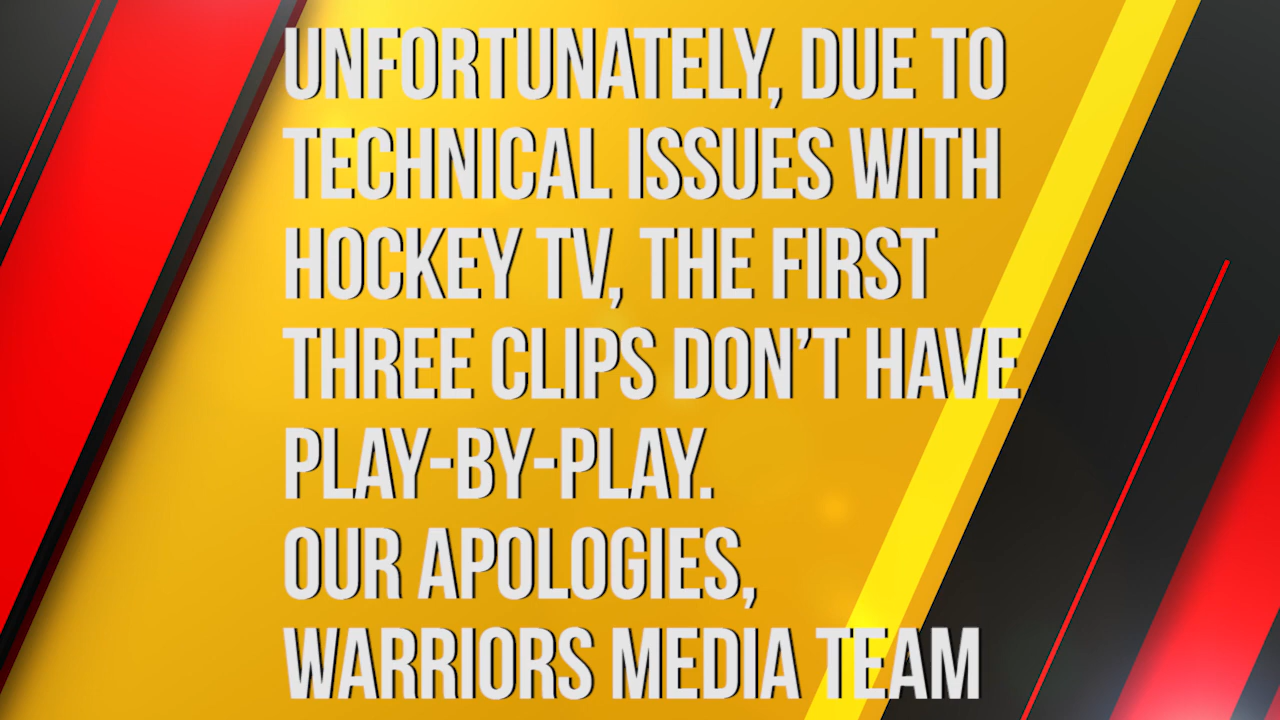 UNFORTUNATELY, DUE TO
TECHNICAL ISSUES WITH
HOCKEY TV, THE FIRST
THREE CLIPS DON'T HAVE
PLAY-BY-PLAY.
OUR APOLOGIES,
WARRIORS MEDIA TEAM